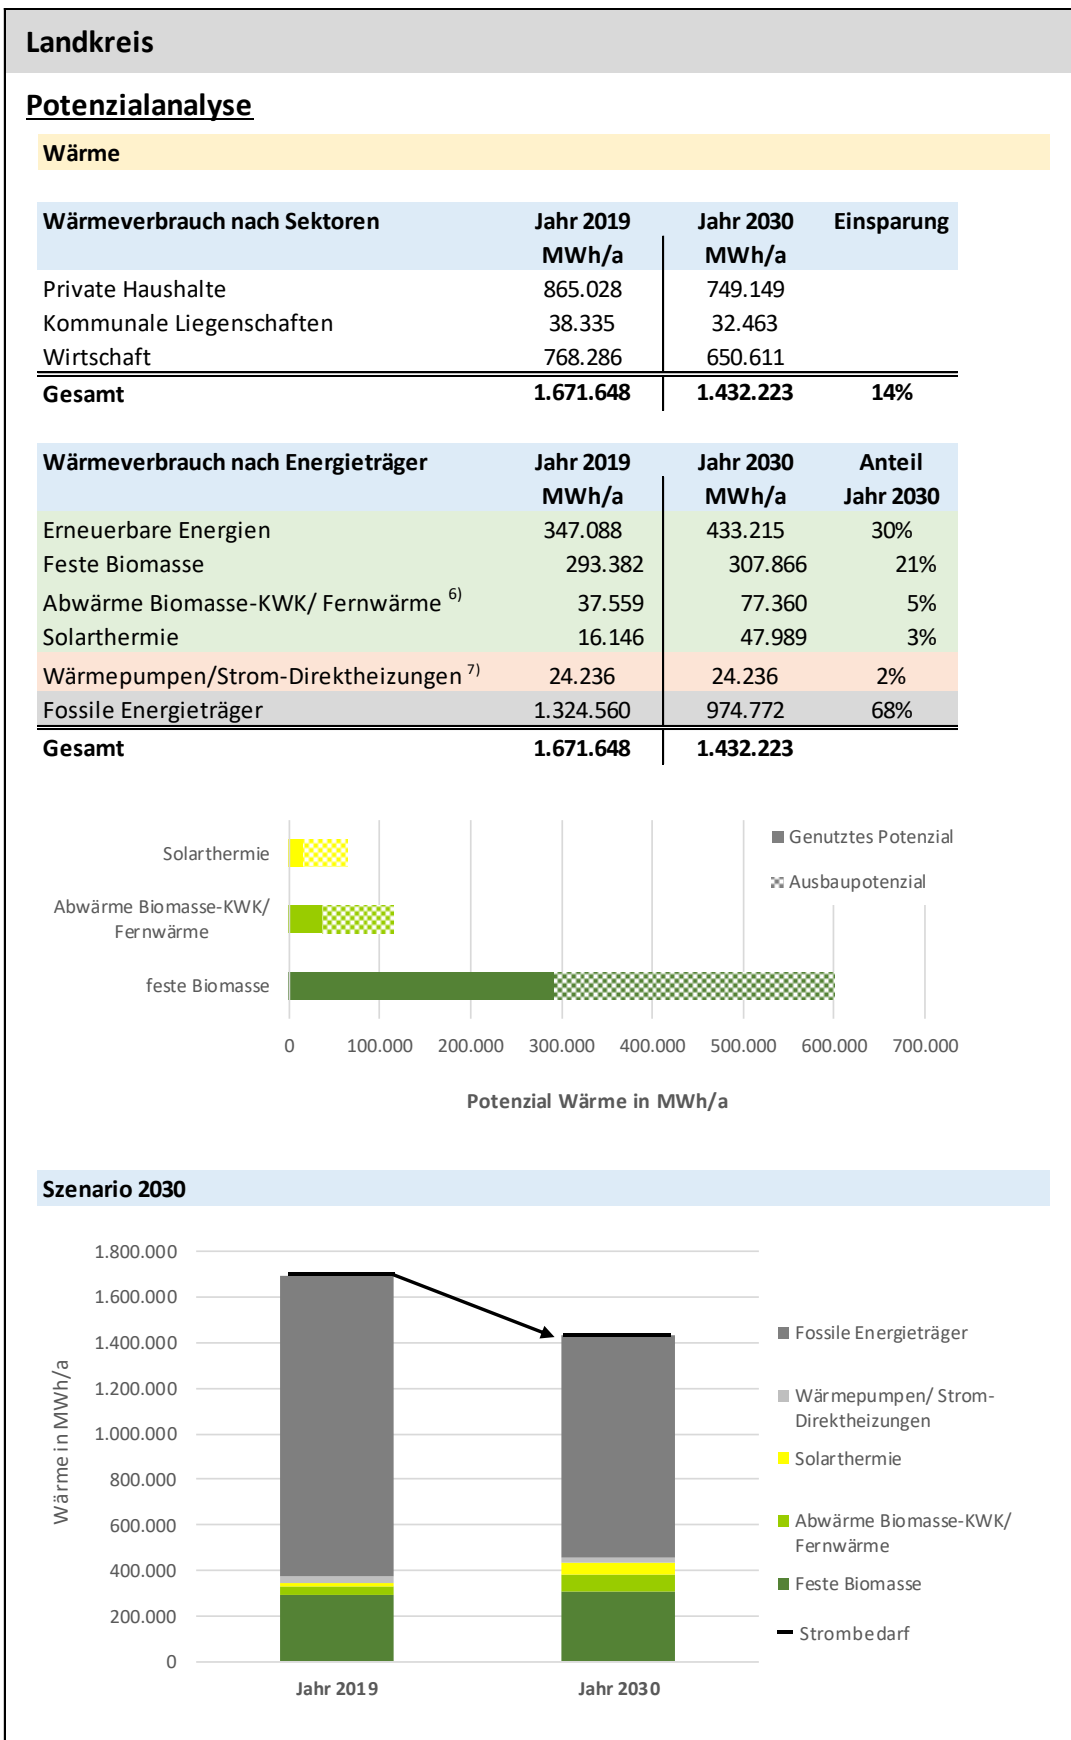 Landkreis
Potenzialanalyse
Wärme
Wärmeverbrauch nach Sektoren Jahr 2019 Jahr 2030 Einsparung
MWh/a MWh/a
Private Haushalte 865.028 749.149
Kommunale Liegenschaften 38.335 32.463
Wirtschaft 768.286 650.611
Gesamt 1.671.648 1.432.223 14%
Wärmeverbrauch nach Energieträger Jahr 2019 Jahr 2030 Anteil
MWh/a MWh/a Jahr 2030
Erneuerbare Energien 347.088 433.215 30%
Feste Biomasse 293.382 307.866 21%
Abwärme Biomasse-KWK/ Fernwärme 6) 37.559 77.360 5%
Solarthermie 16.146 47.989 3%
Wärmepumpen/Strom-Direktheizungen 7) 24.236 24.236 2%
Fossile Energieträger 1.324.560 974.772 68%
Gesamt 1.671.648 1.432.223
Genutztes Potenzial
Ausbaupotenzial
Solarthermie
Abwärme Biomasse-KWK/
Fernwärme
feste Biomasse
0 100.000 200.000 300.000 400.000 500.000 600.000 700.000
Potenzial Wärme in MWh/a
Szenario 2030
Wärme in MWh/a
1.800.000
1.600.000
1.400.000
1.200.000
1.000.000
800.000
600.000
400.000
200.000
0
Jahr 2019 Jahr 2030
Fossile Energieträger
Wärmepumpen/ Strom-
Direktheizungen
Solarthermie
Abwärme Biomasse-KWK/
Fernwärme
Feste Biomasse
Strombedarf